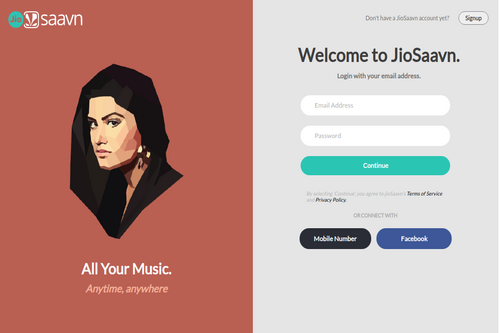 Jio saavn
Don't have a JioSaavn account yet?
Signup
Welcome to JioSaavn.
Login with your email address.
Email Address
Password
Continue
By selecting 'Continue', you agree to JioSaavn's Terms of Service
and Privacy Policy.
OR CONNECT WITH
Mobile Number
Facebook
All Your Music.
Anytime, anywhere